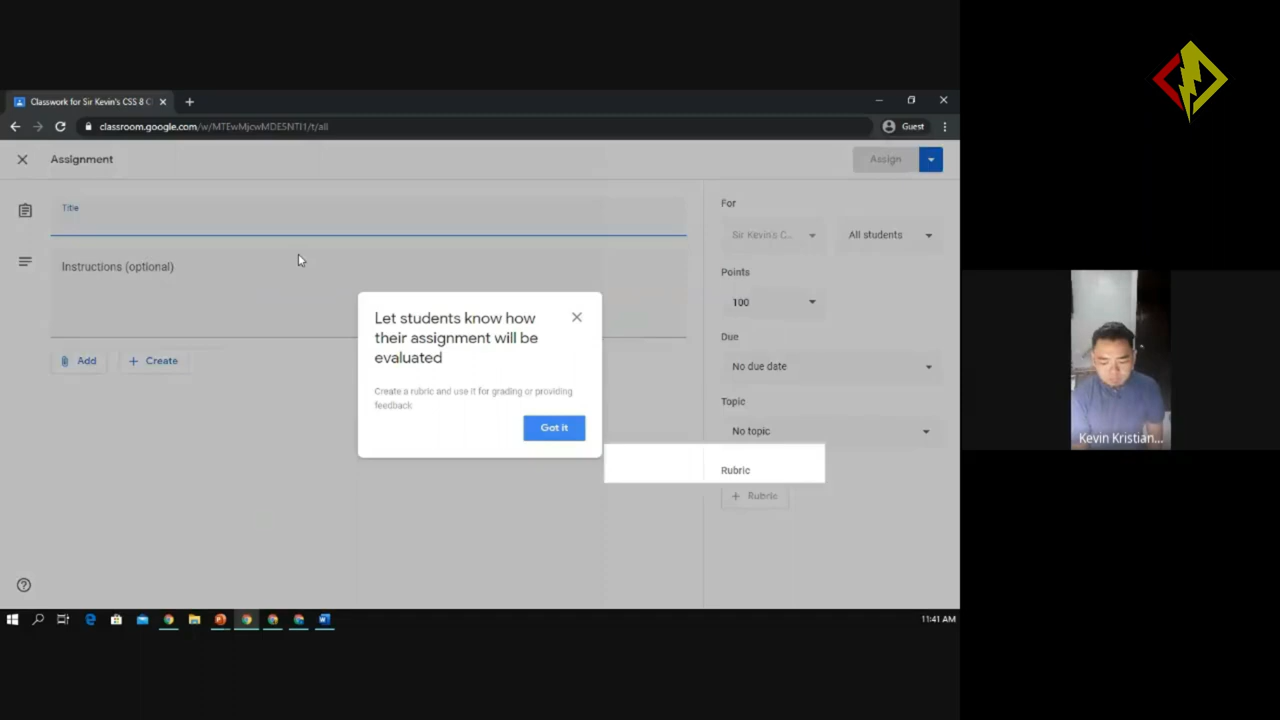 Classwork for Sir Kevin's CSS 8 C
classroom.google.com/w/MTEwMjcwMDE5NTI1/t/all
Guest
Assignment
Assign
Title
For
Sir Kevin's C...
All students
Instructions (optional)
Points
100
Let students know how
their assignment will be
evaluated
Due
No due date
Add
Create
Create a rubric and use it for grading or providing
feedback
Topic
No topic
Got it
Rubric
Rubric
Kevin Kristian...
11:41 AM